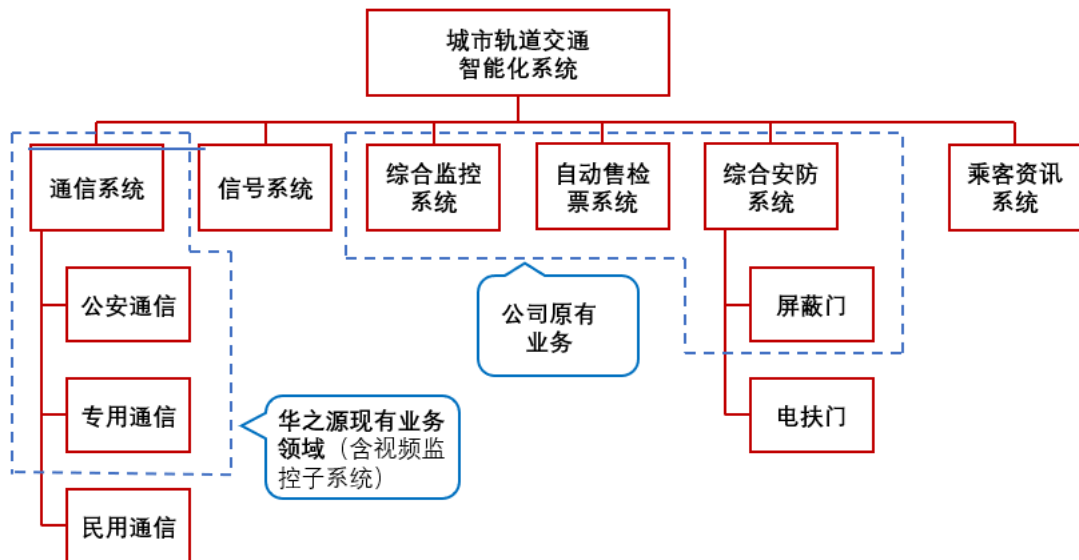 城市轨道交通
智能化系统
通信系统
信号系统
综合监控
系统
自动售检
票系统
综合安防
系统
乘客资讯
系统
公安通信
公司原有
业务
屏蔽门
专用通信
华之源现有业务
领域（含视频监
控子系统）
电扶门
民用通信